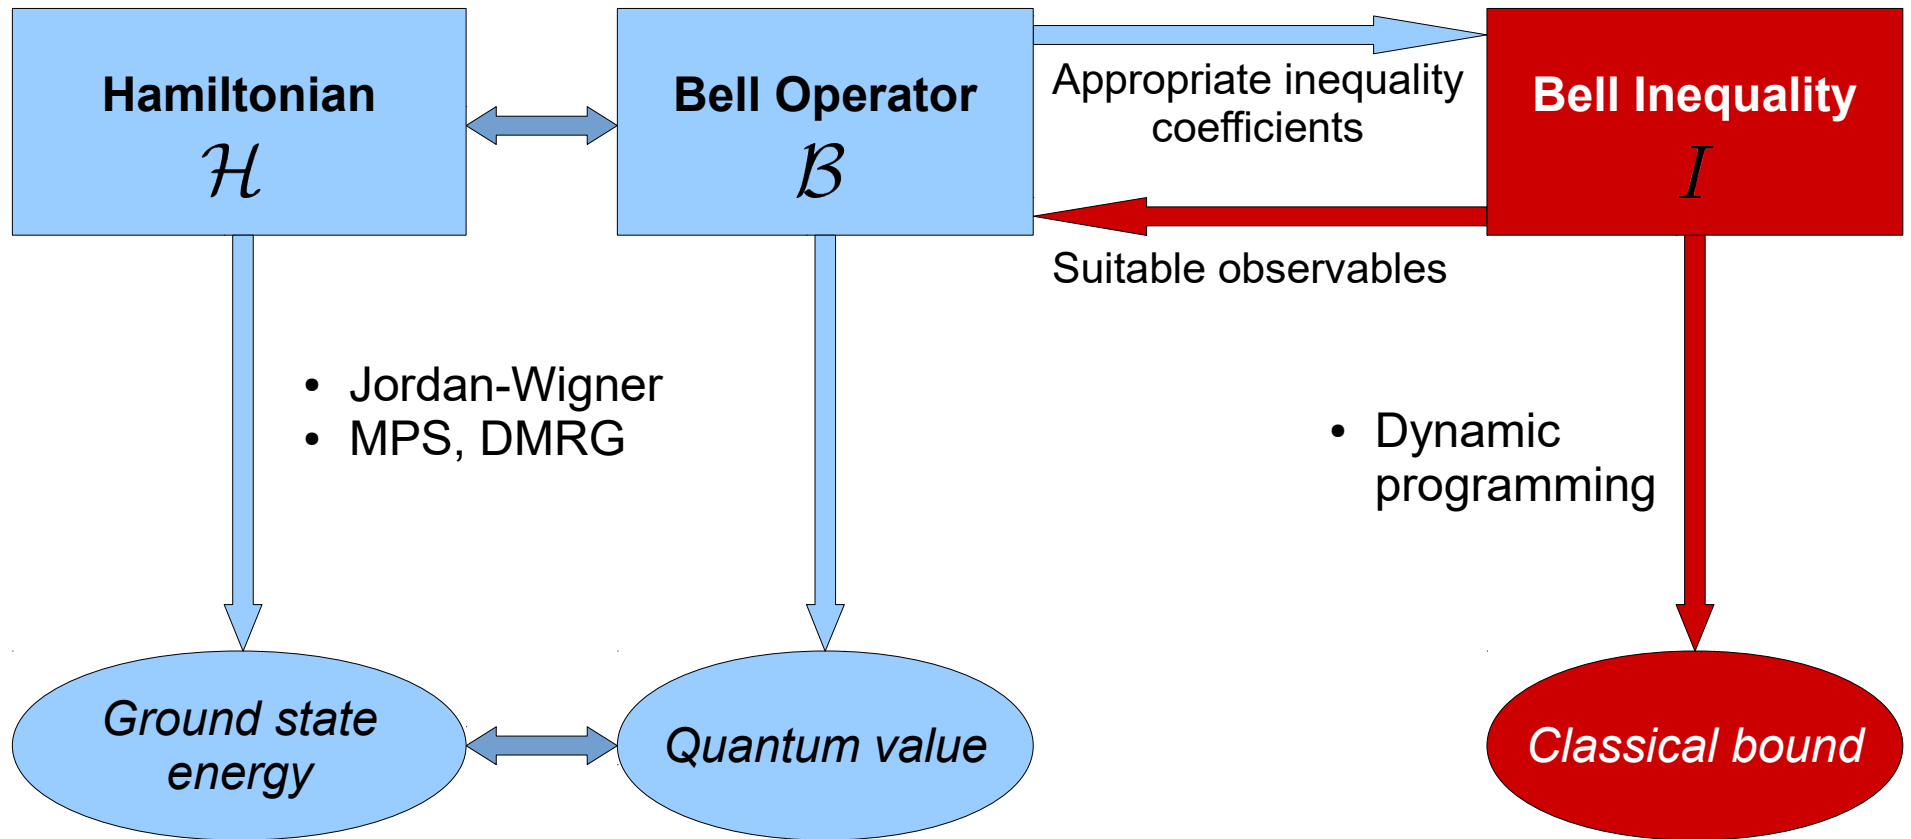 Hamiltonian
ℋ
Bell Operator
ℬ
Appropriate inequality
coefficients
Suitable observables
Bell Inequality
I
• Jordan-Wigner
• MPS, DMRG
• Dynamic
programming
Ground state
energy
Quantum value
Classical bound